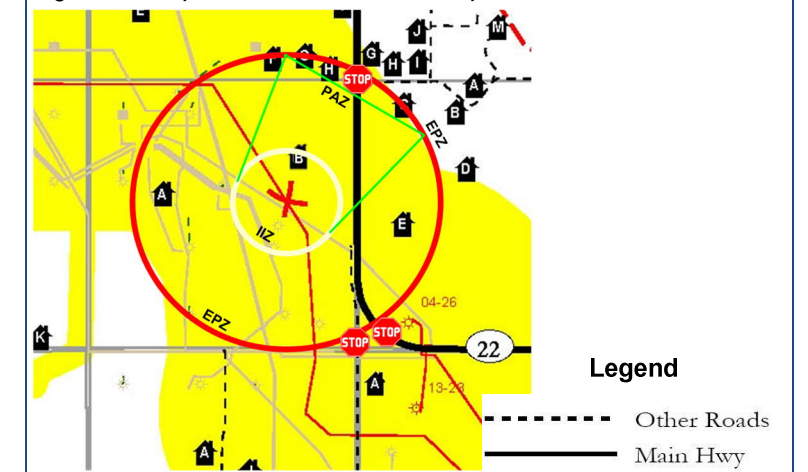 E
J
M
G
H
H
I
STOP
A
PAZ
B
EPZ
B
D
A
E
IIZ
04-26
EPZ
K
STOP
STOP
22
Legend
A
13-23
Other Roads
A
Main Hwy